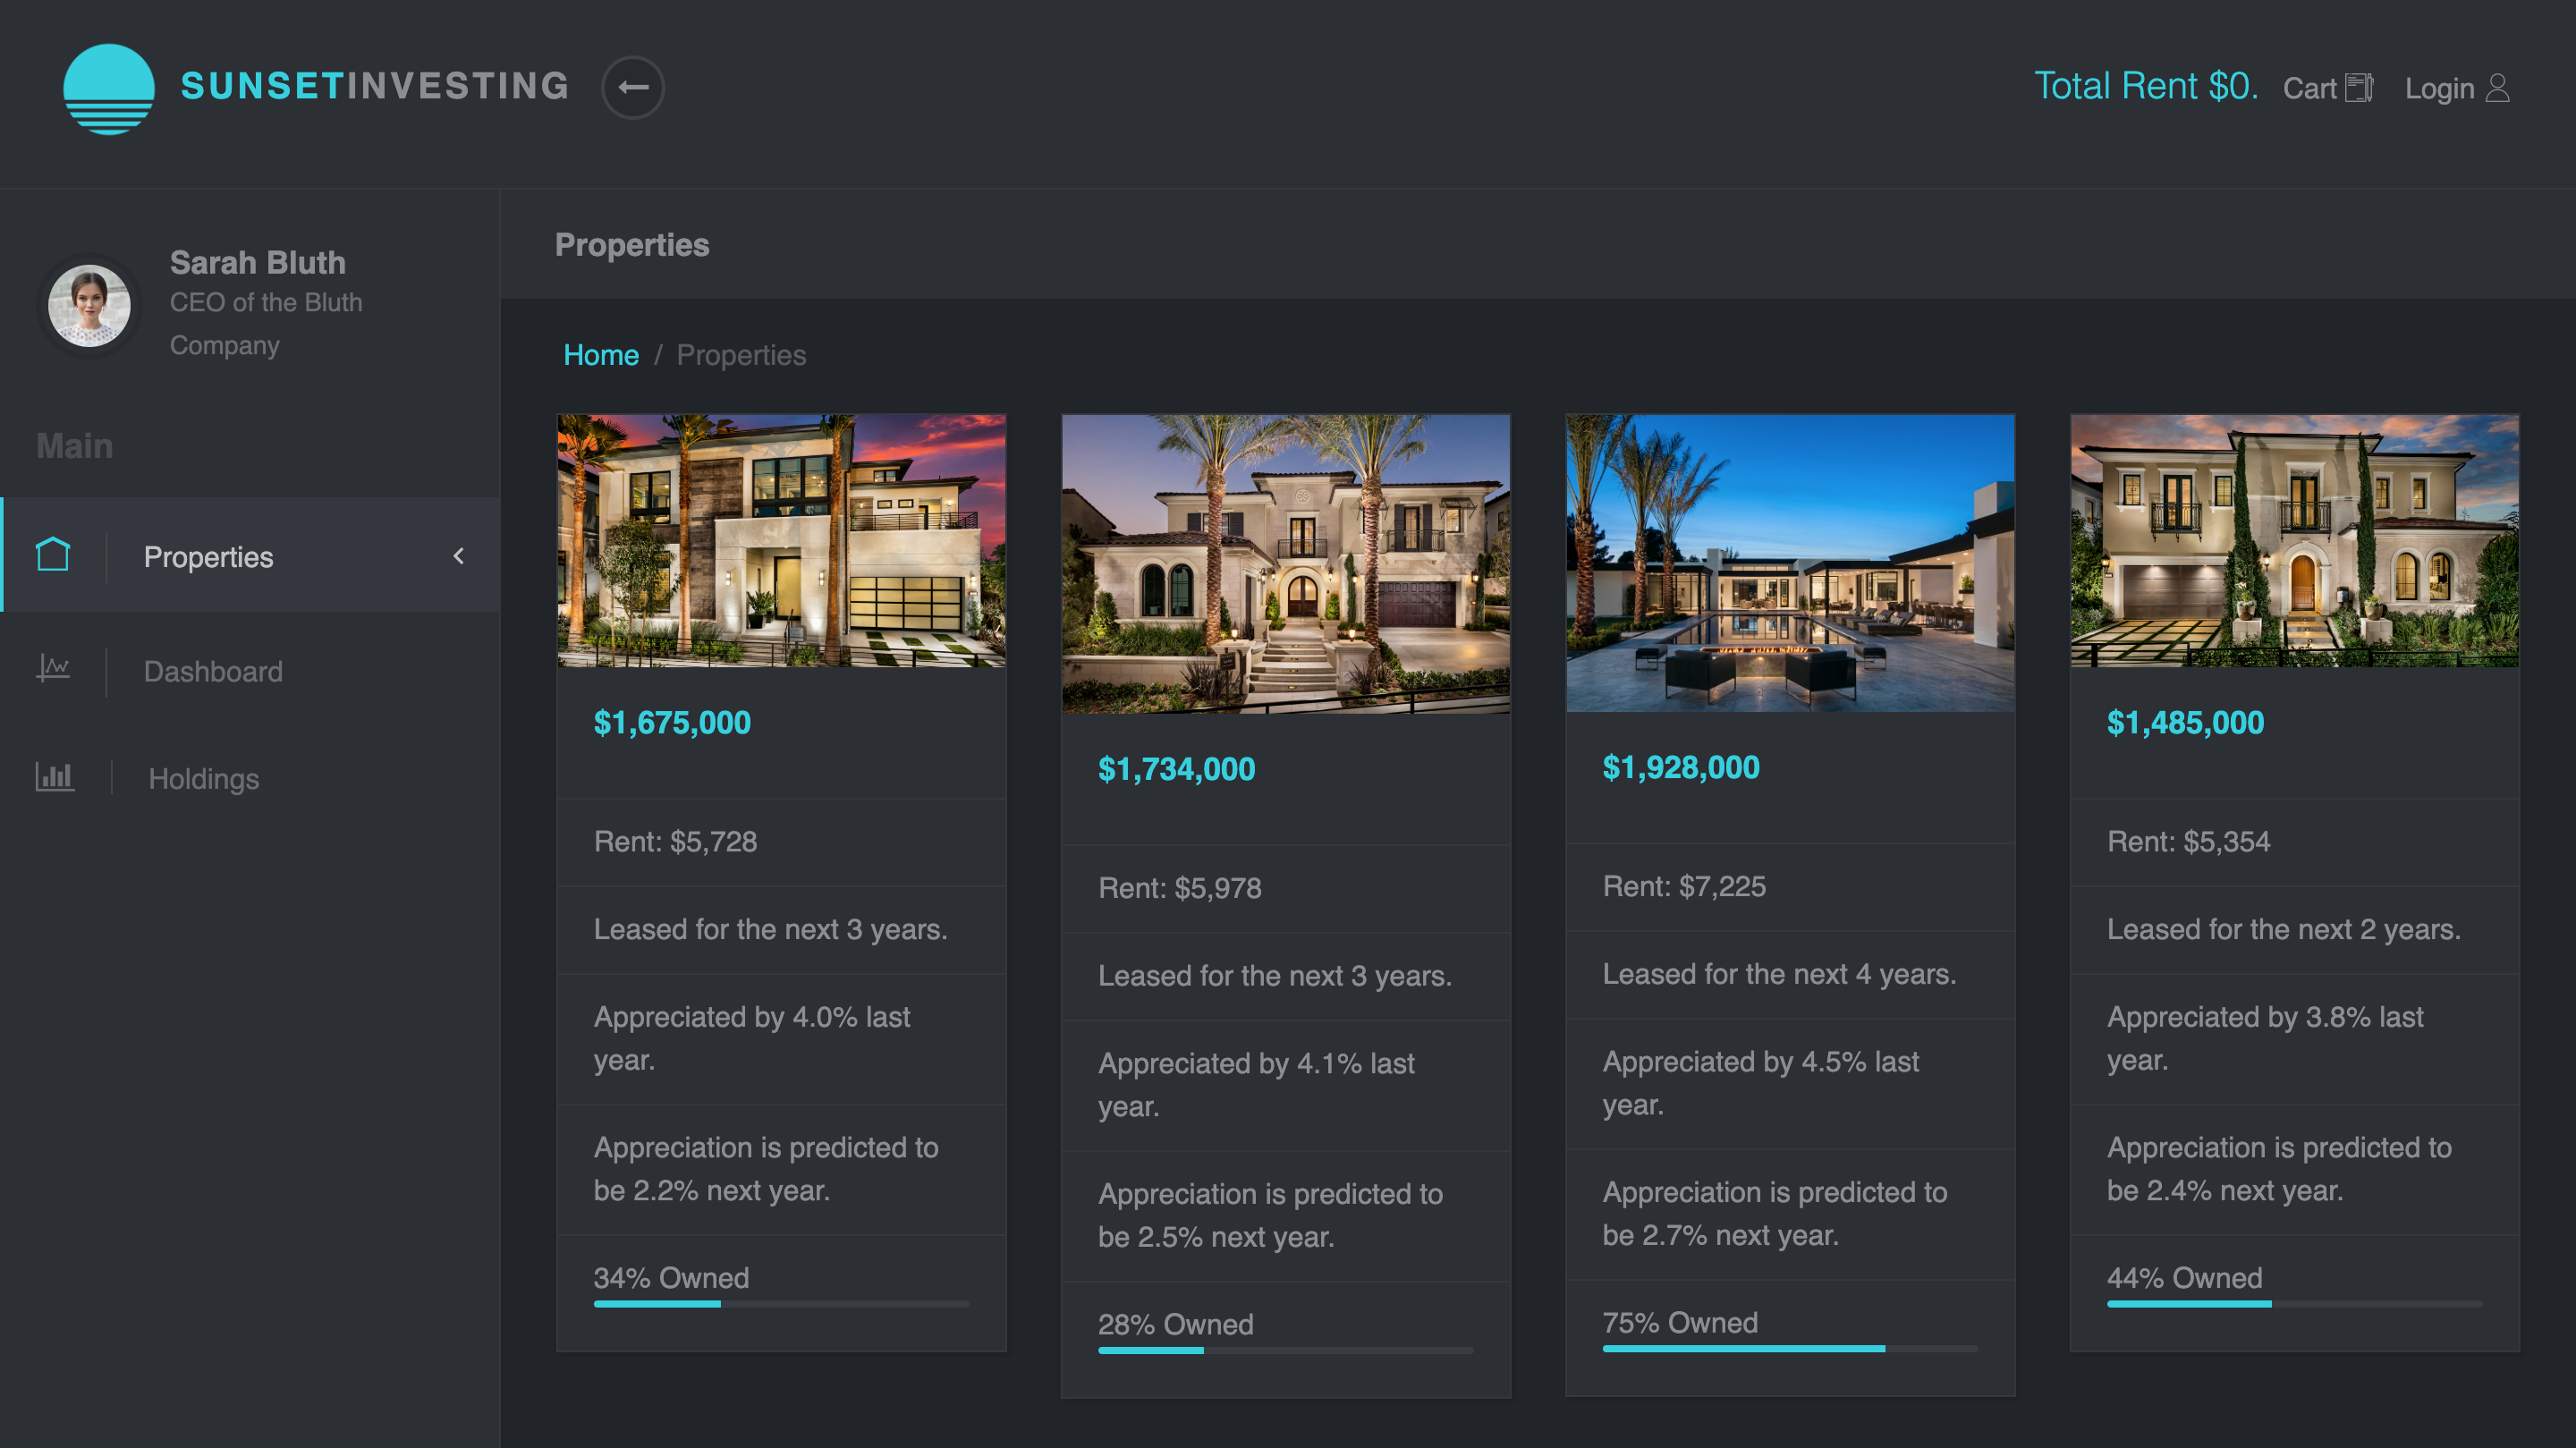 SUNSETINVESTING
Total Rent $0. Cart Login
Sarah Bluth
CEO of the Bluth
Company
Main
Properties
Dashboard
Holdings
Properties
Home / Properties
$1,675,000
Rent: $5,728
Leased for the next 3 years.
Appreciated by 4.0% last
year.
Appreciation is predicted to
be 2.2% next year.
34% Owned
$1,734,000
Rent: $5,978
Leased for the next 3 years.
Appreciated by 4.1% last
year.
Appreciation is predicted to
be 2.5% next year.
28% Owned
$1,928,000
Rent: $7,225
Leased for the next 4 years.
Appreciated by 4.5% last
year.
Appreciation is predicted to
be 2.7% next year.
75% Owned
$1,485,000
Rent: $5,354
Leased for the next 2 years.
Appreciated by 3.8% last
year.
Appreciation is predicted to
be 2.4% next year.
44% Owned